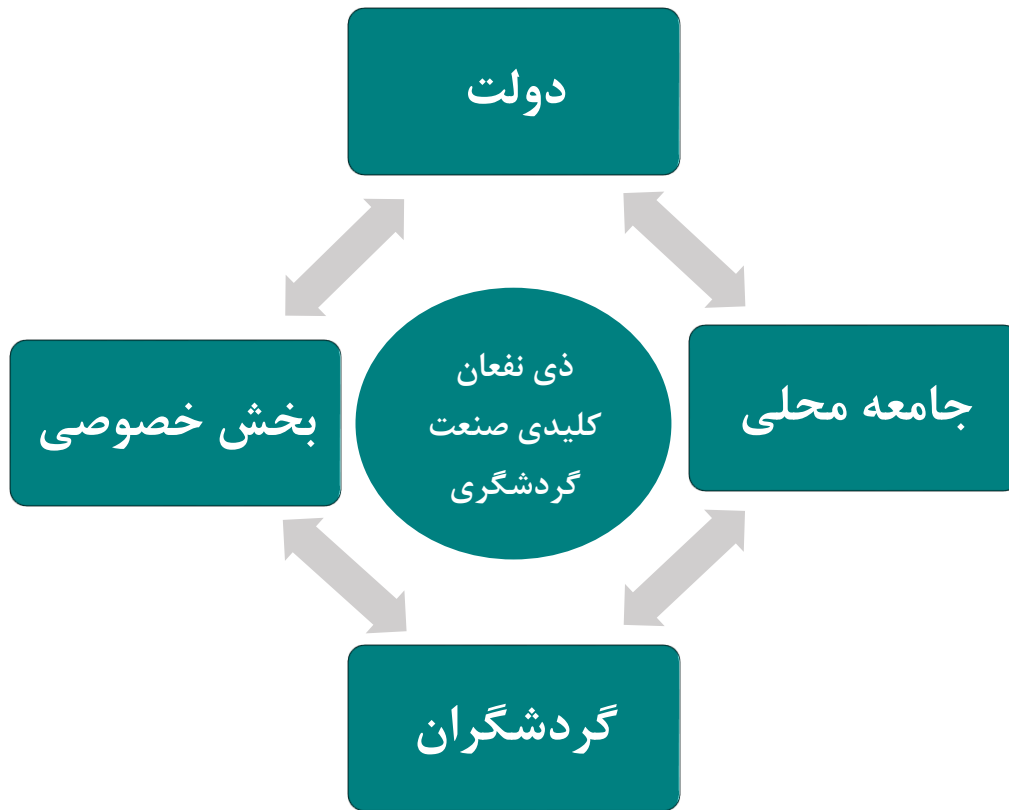 دولت
جامعه محلی
ذی نفعان
کلیدی صنعت
گردشگری
بخش خصوصی
گردشگران